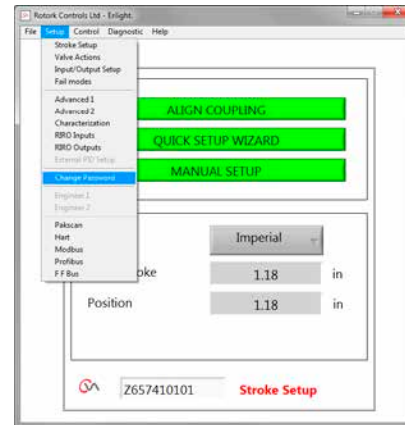 Rotork Controls Ltd - Enlight.
File Setup Control Diagnostic Help
Stroke Setup
Valve Actions
Input/Output Setup
Fail modes
Advanced 1
Advanced 2
Characterization
RIRO Inputs
RIRO Outputs
External PID Setup
Change Password
Engineer 1
Engineer 2
Pakscan
Hart
Modbus
Profibus
F F Bus
ALIGN COUPLING
QUICK SETUP WIZARD
MANUAL SETUP
Imperial
oke 1.18 in
Position 1.18 in
Z657410101 Stroke Setup